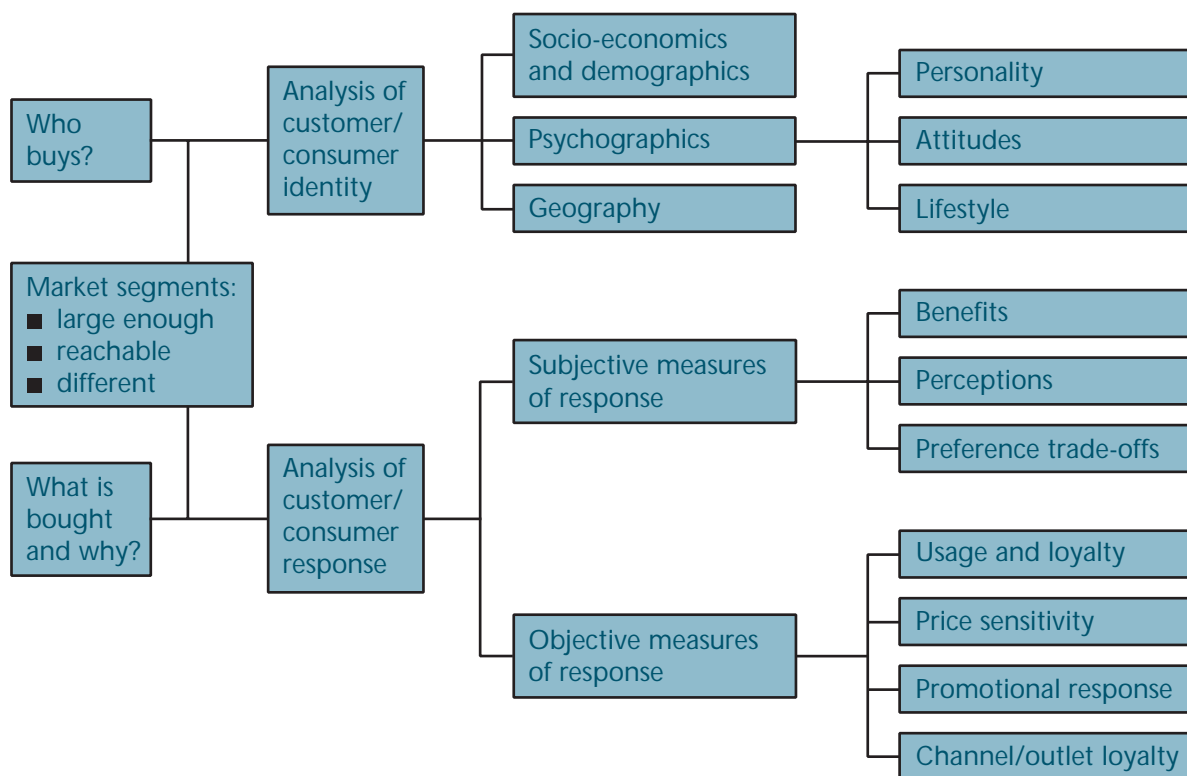 Who
buys?
Analysis of
customer/
consumer
identity
Socio-economics
and demographics
Psychographics
Geography
Personality
Attitudes
Lifestyle
Market segments:
■ large enough
■ reachable
■ different
What is
bought
and why?
Analysis of
customer/
consumer
response
Subjective measures
of response
Benefits
Perceptions
Preference trade-offs
Objective measures
of response
Usage and loyalty
Price sensitivity
Promotional response
Channel/outlet loyalty